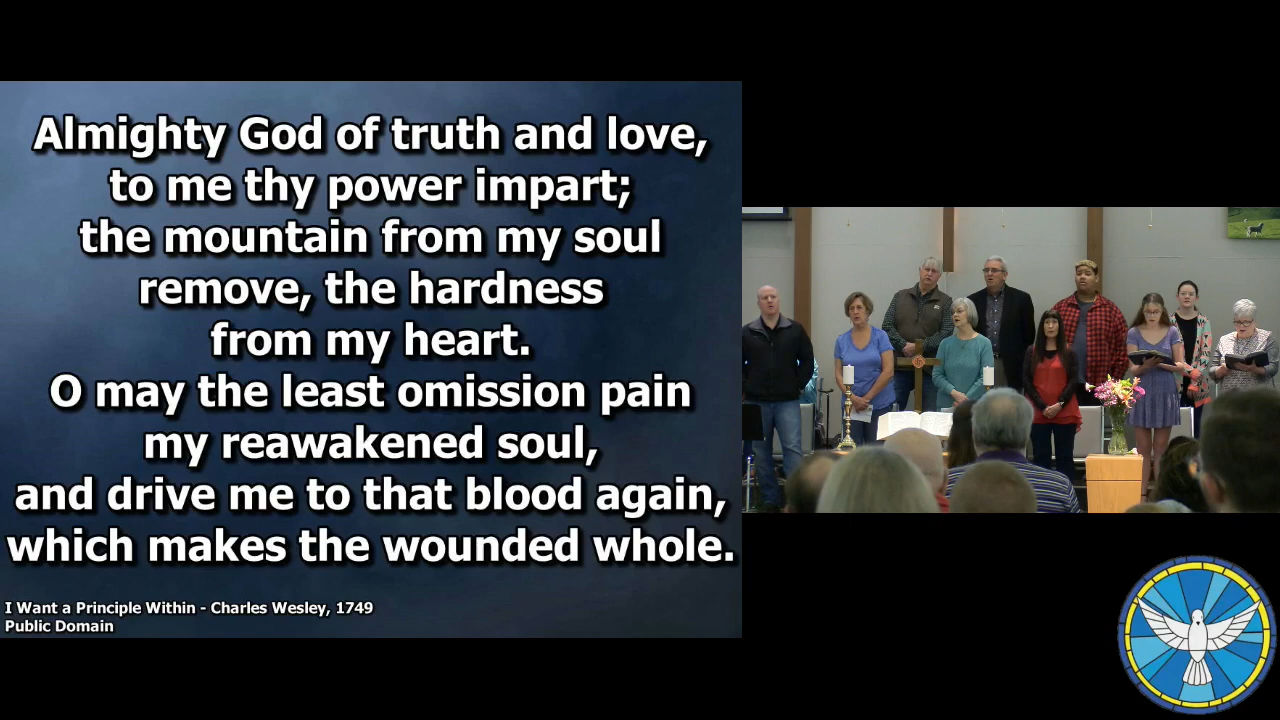 Almighty God of truth and love,
to me thy power impart;
the mountain from my soul
remove, the hardness
from my heart.
O may the least omission pain
my reawakened soul,
and drive me to that blood again,
which makes the wounded whole.
I Want a Principle Within - Charles Wesley, 1749
Public Domain